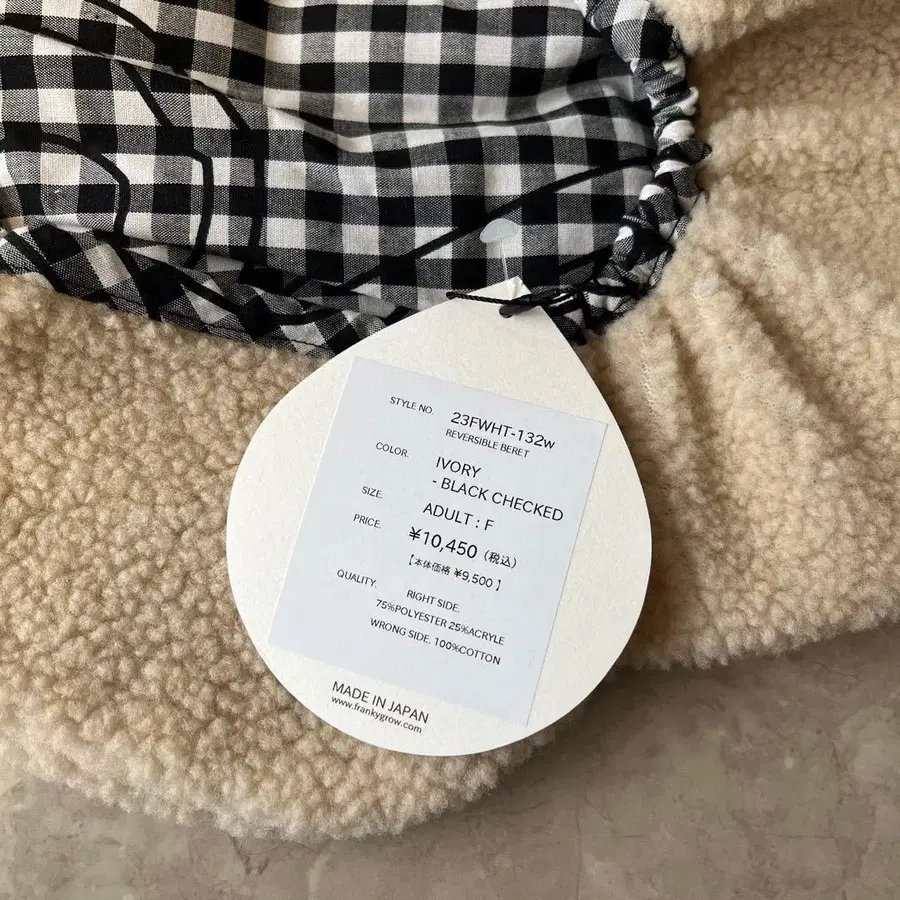 STYLE NO. 23FWHT-132w
REVERSIBLE BERET
COLOR. IVORY
- BLACK CHECKED
SIZE. ADULT : F
PRICE. ¥10,450 (税込)
【本体価格 ¥9,500】
QUALITY. RIGHT SIDE.
75%POLYESTER 25%ACRYLE
WRONG SIDE. 100%COTTON
MADE IN JAPAN
www.frankygrow.com